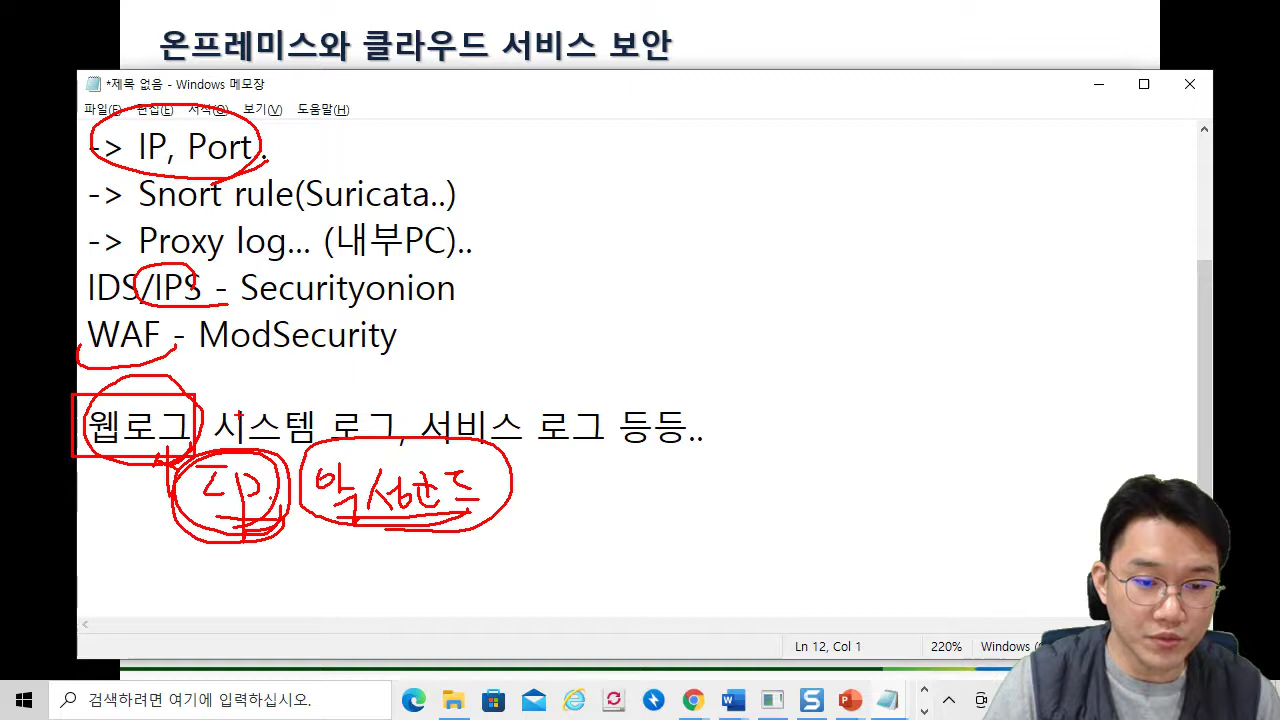 온프레미스와 클라우드 서비스 보안
*제목 없음 - Windows 메모장
파일(F) 편집(E) 서식(O) 보기(V) 도움말(H)
-> IP, Port..
-> Snort rule(Suricata..)
-> Proxy log... (내부PC)..
IDS/IPS - Securityonion
WAF - ModSecurity
웹로그, 시스템 로그, 서비스 로그 등등..
IP. 악성코드
Ln 12, Col 1 220% Windows
검색하려면 여기에 입력하십시오.